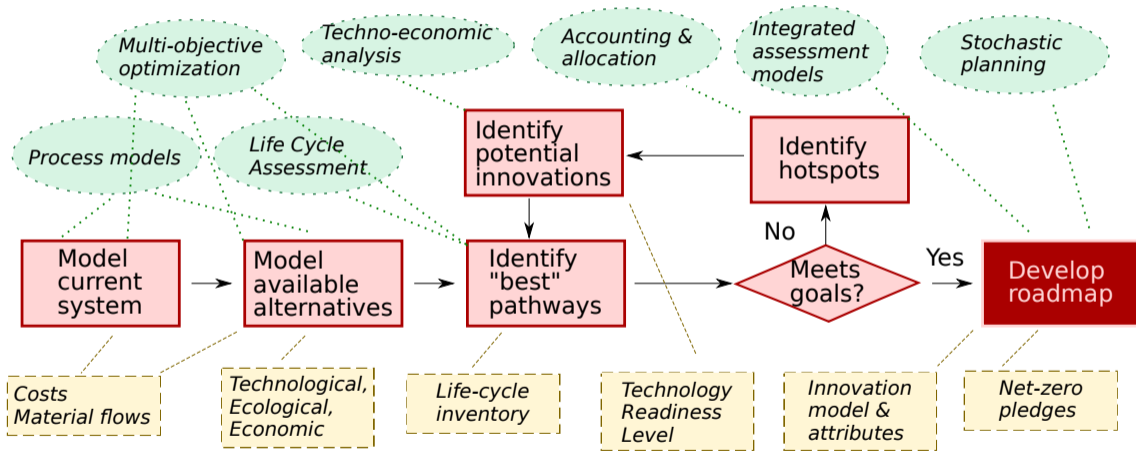 Multi-objective
optimization
Techno-economic
analysis
Accounting &
allocation
Integrated
assessment
models
Stochastic
planning
Process models
Life Cycle
Assessment
Identify
potential
innovations
Identify
hotspots
No
Yes
Model
current
system
Model
available
alternatives
Identify
"best"
pathways
Meets
goals?
Develop
roadmap
Costs
Material flows
Technological,
Ecological,
Economic
Life-cycle
inventory
Technology
Readiness
Level
Innovation
model &
attributes
Net-zero
pledges